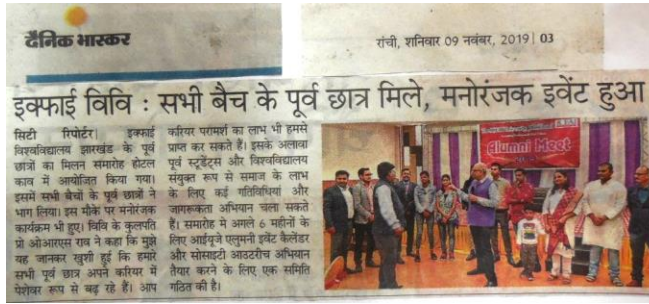 दैनिक भास्कर
रांची, शनिवार 09 नवंबर, 2019 | 03
इक्फाई विवि : सभी बैच के पूर्व छात्र मिले, मनोरंजक इवेंट हुआ
सिटी रिपोर्टर। इक्फाई
विश्वविद्यालय झारखंड के पूर्व
छात्रों का मिलन समारोह होटल
काव में आयोजित किया गया।
इसमें सभी बैचों के पूर्व छात्रों ने
भाग लिया। इस मौके पर मनोरंजक
कार्यक्रम भी हुए। विवि के कुलपति
प्रो ओआरएस राव ने कहा कि मुझे
यह जानकर खुशी हुई कि हमारे
सभी पूर्व छात्र अपने करियर में
पेशेवर रूप से बढ़ रहे हैं। आप
करियर परामर्श का लाभ भी हमसे
प्राप्त कर सकते हैं। इसके अलावा
पूर्व स्टूडेंट्स और विश्वविद्यालय
संयुक्त रूप से समाज के लाभ
के लिए कई गतिविधियां और
जागरूकता अभियान चला सकते
हैं। समारोह में अगले 6 महीनों के
लिए आईयूजे एलुमनी इवेंट कैलेंडर
और सोसाइटी आउटरीच अभियान
तैयार करने के लिए एक समिति
गठित की है।
Alumni Meet